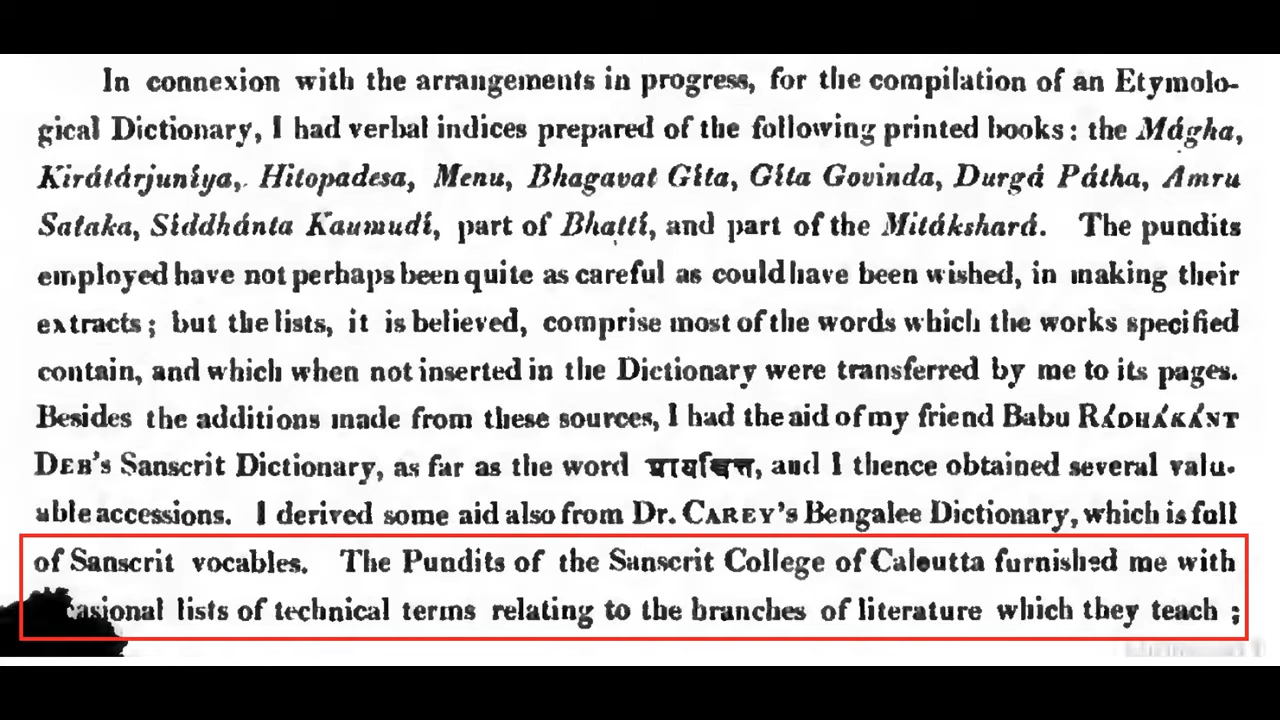 In connexion with the arrangements in progress, for the compilation of an Etymolo-
gical Dictionary, I had verbal indices prepared of the following printed books: the Mágha,
Kirátárjuníya, Hitopadesa, Menu, Bhagavat Gíta, Gíta Govinda, Durgá Pátha, Amru
Sataka, Siddhánta Kaumudí, part of Bhaṭṭí, and part of the Mitákshará. The pundits
employed have not perhaps been quite as careful as could have been wished, in making their
extracts; but the lists, it is believed, comprise most of the words which the works specified
contain, and which when not inserted in the Dictionary were transferred by me to its pages.
Besides the additions made from these sources, I had the aid of my friend Babu RÁDHÁKÁNT
DEB'S Sanscrit Dictionary, as far as the word and I thence obtained several valu-
able accessions. I derived some aid also from Dr. CAREY'S Bengalee Dictionary, which is full
of Sanscrit vocables. The Pundits of the Sanscrit College of Calcutta furnished me with
lists of technical terms relating to the branches of literature which they teach;